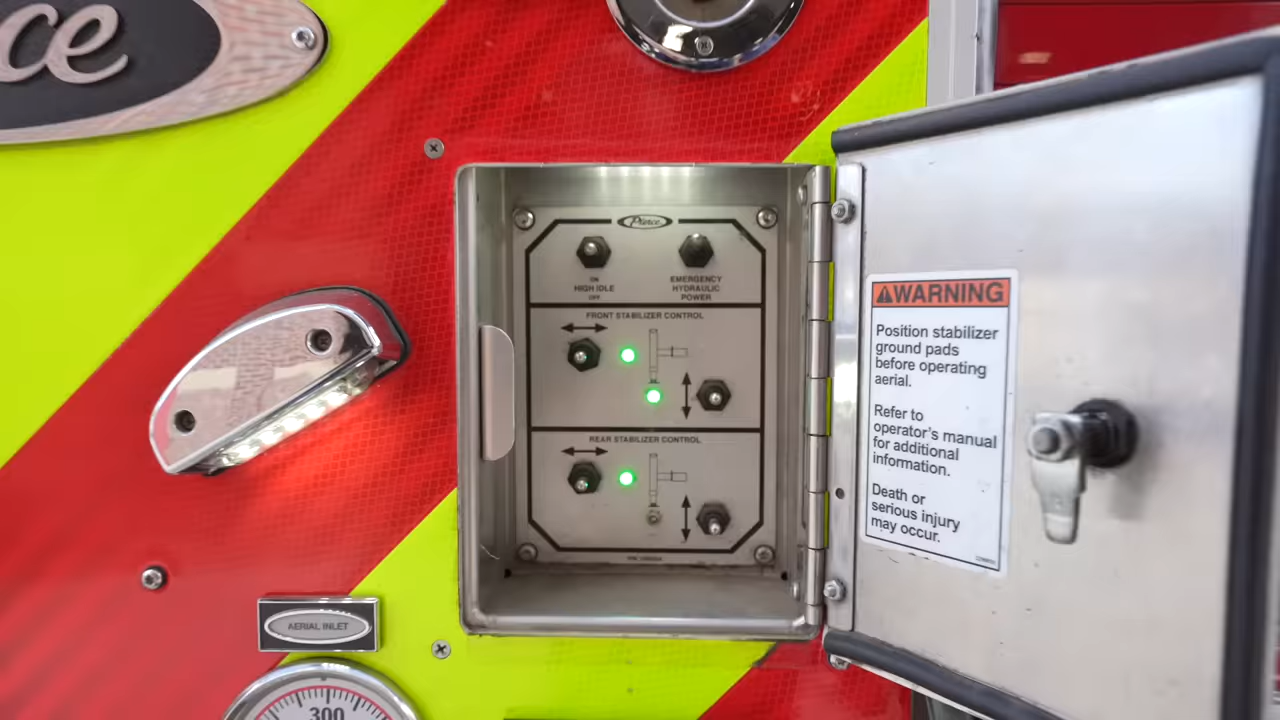 ce
Pierce
ON
HIGH IDLE
OFF
EMERGENCY
HYDRAULIC
POWER
FRONT STABILIZER CONTROL
REAR STABILIZER CONTROL
WARNING
Position stabilizer
ground pads
before operating
aerial.
Refer to
operator's manual
for additional
information.
Death or
serious injury
may occur.
AERIAL INLET
300